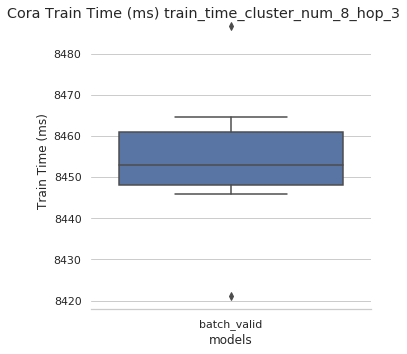 Cora Train Time (ms) train_time_cluster_num_8_hop_3
8480
8470
8460
8450
8440
8430
8420
Train Time (ms)
batch_valid
models